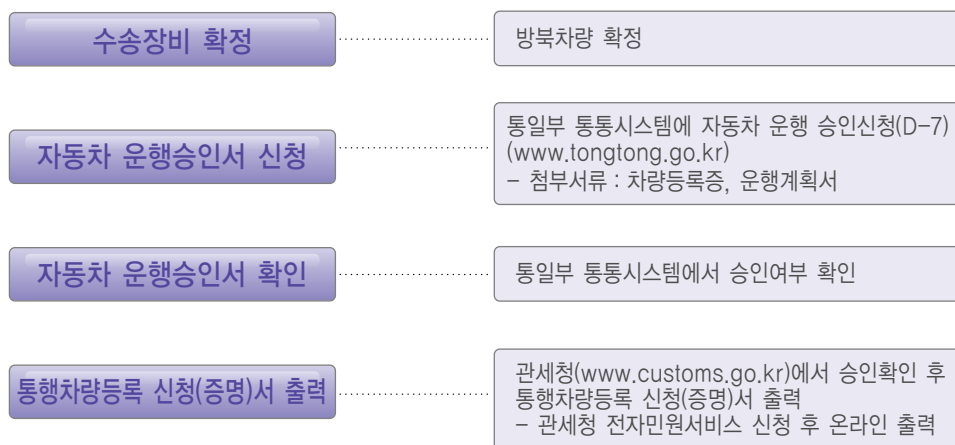 수송장비 확정
방북차량 확정
자동차 운행승인서 신청
통일부 통통시스템에 자동차 운행 승인신청(D-7)
(www.tongtong.go.kr)
- 첨부서류 : 차량등록증, 운행계획서
자동차 운행승인서 확인
통일부 통통시스템에서 승인여부 확인
통행차량등록 신청(증명)서 출력
관세청(www.customs.go.kr)에서 승인확인 후
통행차량등록 신청(증명)서 출력
- 관세청 전자민원서비스 신청 후 온라인 출력